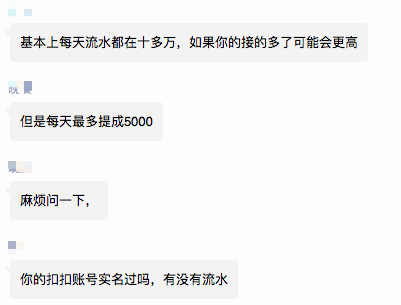 基本上每天流水都在十多万，如果你的接的多了可能会更高
但是每天最多提成5000
麻烦问一下，
你的扣扣账号实名过吗，有没有流水